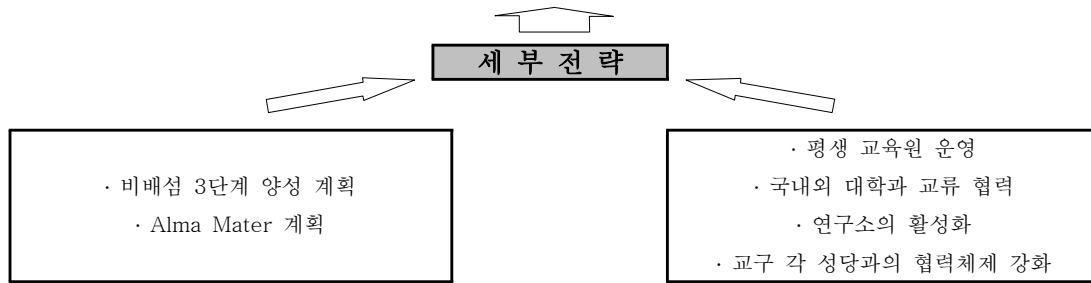 세 부 전 략
· 비배섬 3단계 양성 계획
· Alma Mater 계획
· 평생 교육원 운영
· 국내외 대학과 교류 협력
· 연구소의 활성화
· 교구 각 성당과의 협력체제 강화